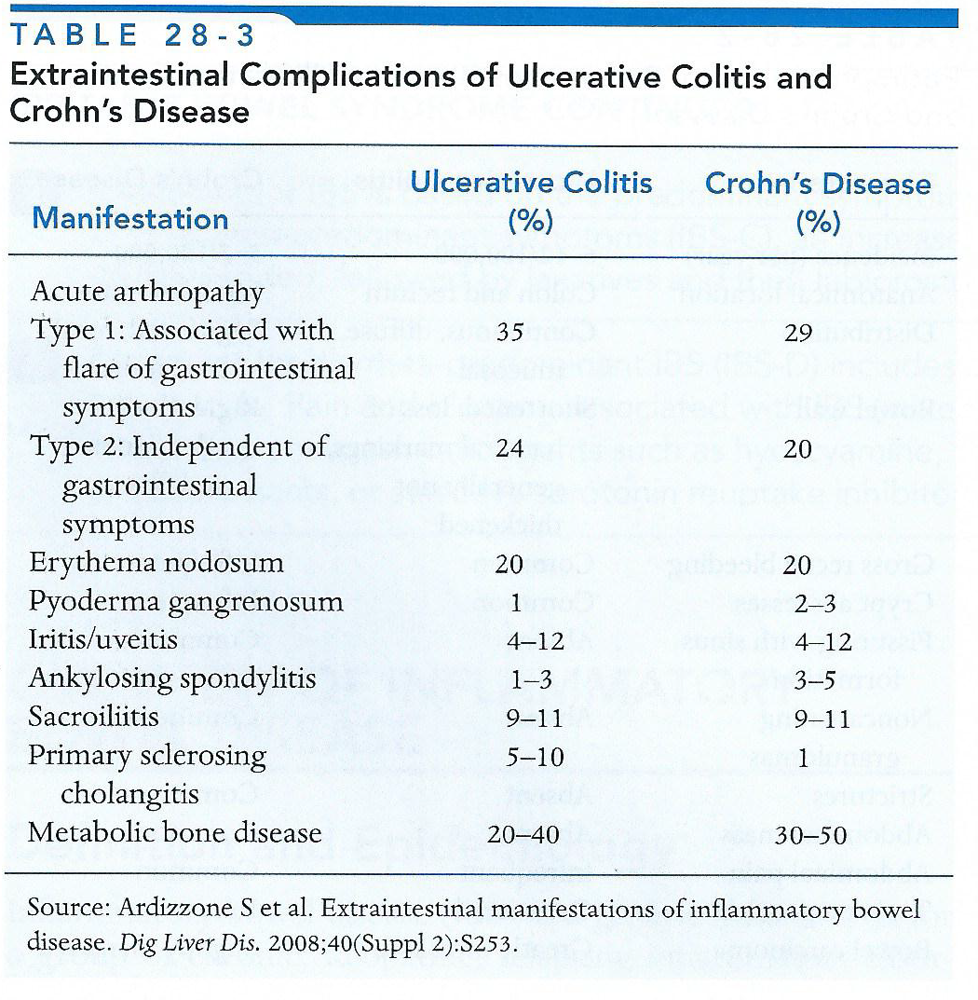 TABLE 28-3
Extraintestinal Complications of Ulcerative Colitis and
Crohn's Disease
Ulcerative Colitis Crohn's Disease
Manifestation (%) (%)
Acute arthropathy
Type 1: Associated with 35 29
flare of gastrointestinal
symptoms
Type 2: Independent of 24 20
gastrointestinal
symptoms
Erythema nodosum 20 20
Pyoderma gangrenosum 1 2–3
Iritis/uveitis 4–12 4–12
Ankylosing spondylitis 1–3 3–5
Sacroiliitis 9–11 9–11
Primary sclerosing 5–10 1
cholangitis
Metabolic bone disease 20–40 30–50
Source: Ardizzone S et al. Extraintestinal manifestations of inflammatory bowel
disease. Dig Liver Dis. 2008;40(Suppl 2):S253.